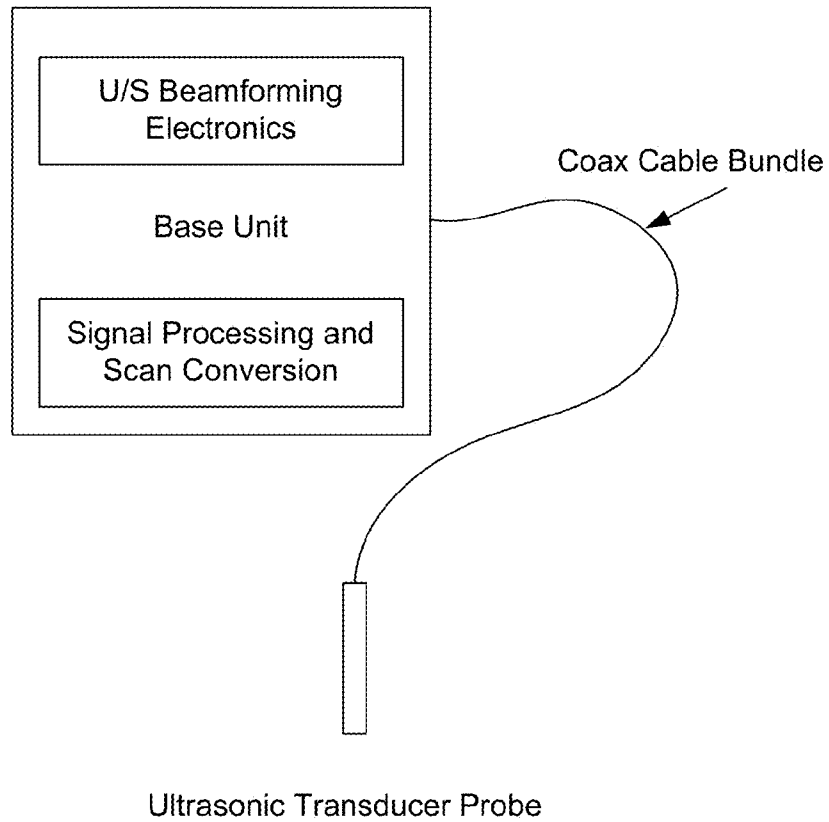 U/S Beamforming
Electronics
Coax Cable Bundle
Base Unit
Signal Processing and
Scan Conversion
Ultrasonic Transducer Probe